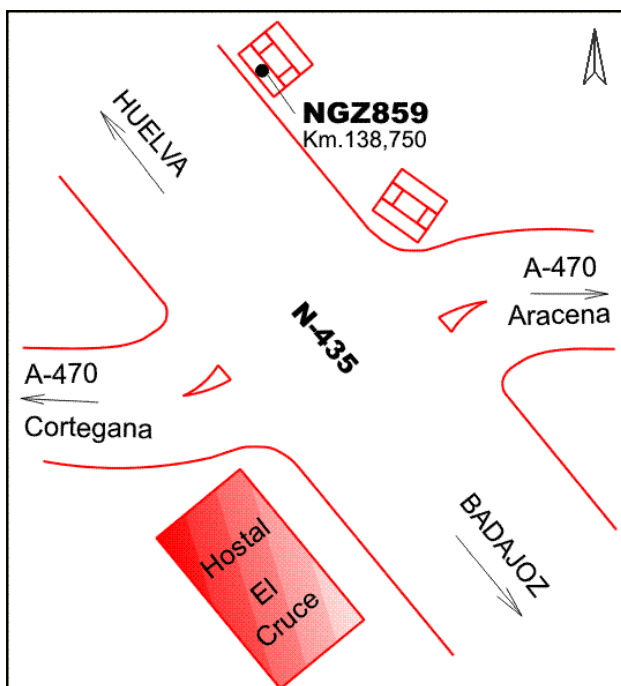 HUELVA
NGZ859
Km.138,750
A-470
Aracena
N-435
A-470
Cortegana
Hostal
El
Cruce
BADAJOZ